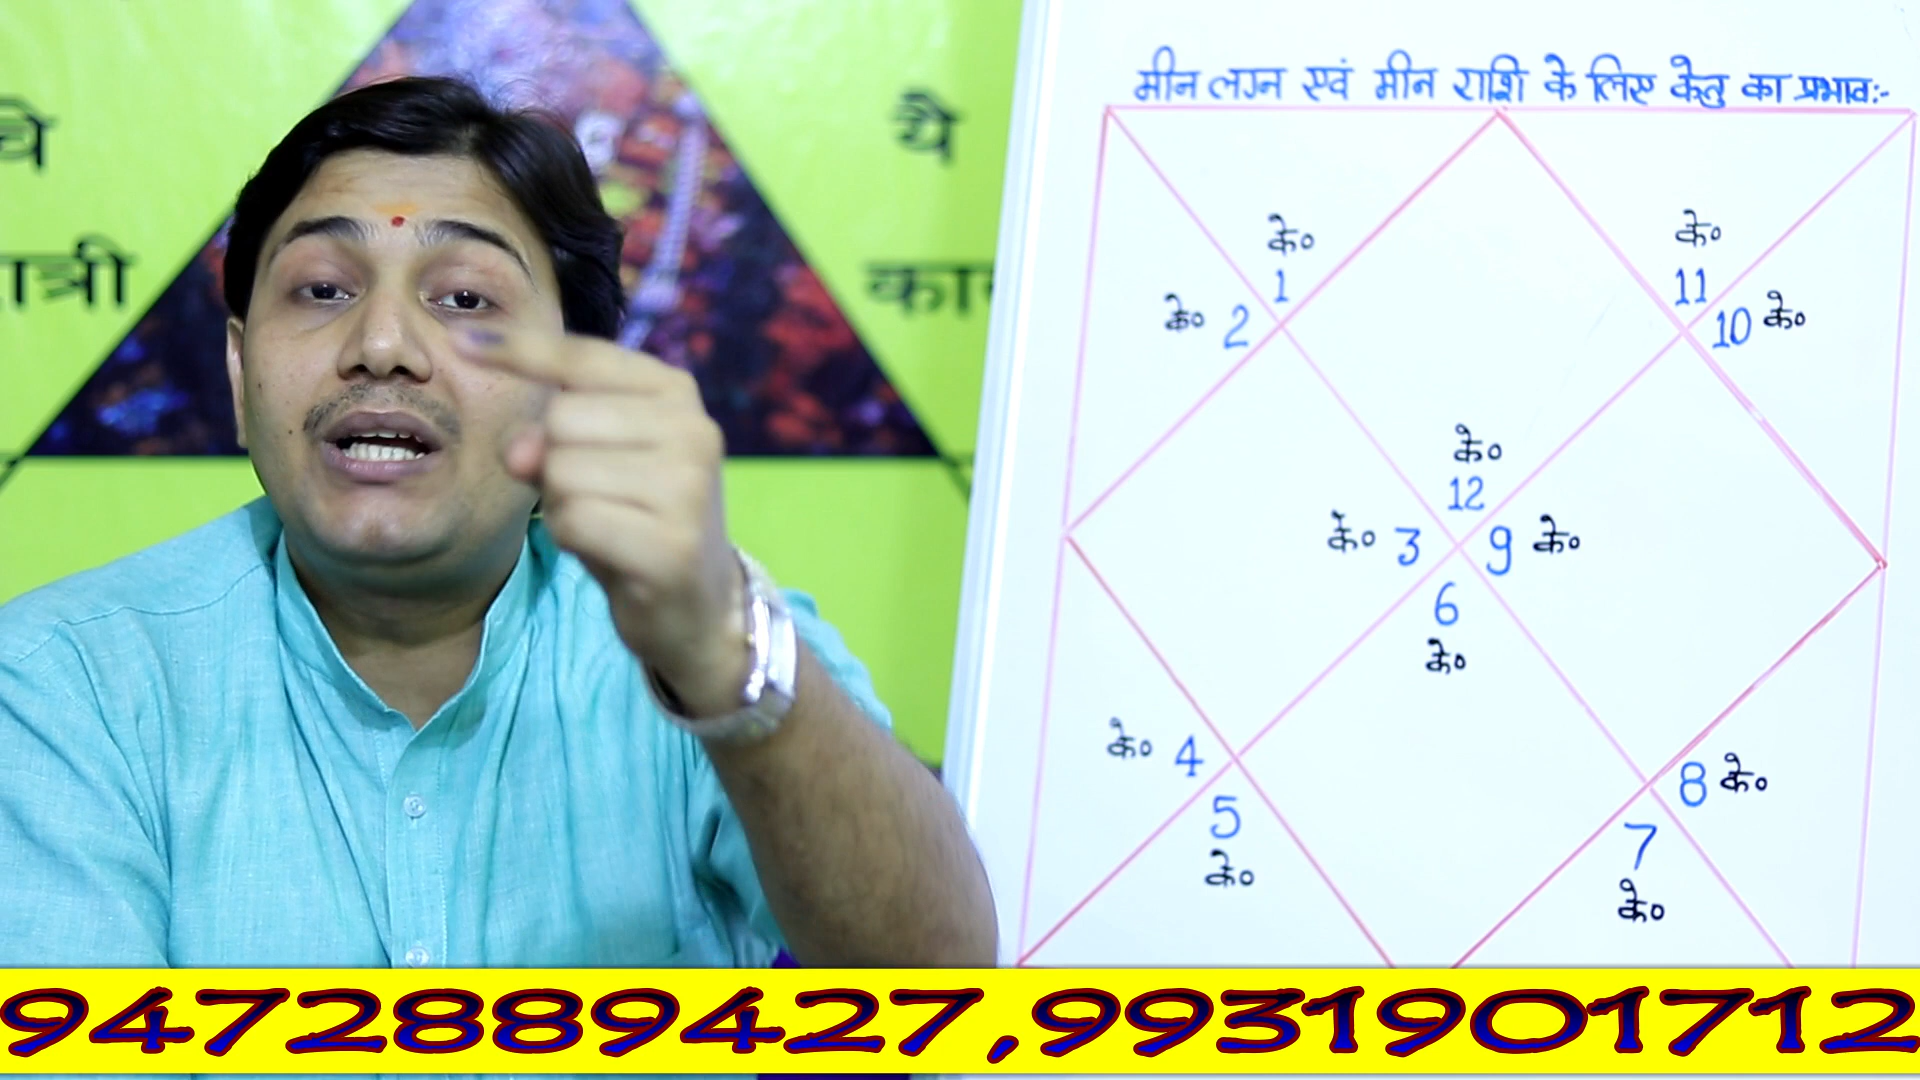 मीन लग्न एवं मीन राशि के लिए केतु का प्रभाव:-
यै
का
त्री
के० 1
के० 2
के० 11
10 के०
के० 12
के० 3
9 के०
6 के०
के० 4
5 के०
8 के०
7 के०
9472889427,9931901712